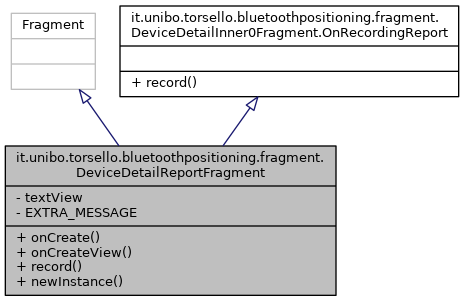 Fragment
it.unibo.torsello.bluetoothpositioning.fragment.
DeviceDetailInner0Fragment.OnRecordingReport
+ record()
it.unibo.torsello.bluetoothpositioning.fragment.
DeviceDetailReportFragment
- textView
- EXTRA_MESSAGE
+ onCreate()
+ onCreateView()
+ record()
+ newInstance()